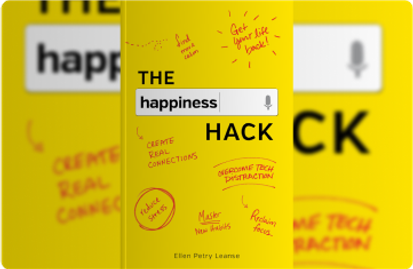 find
more
calm
Get
your life
back!
THE
happiness
HACK
CREATE
REAL
CONNECTIONS
OVERCOME TECH
DISTRACTION
reduce
stress
Master
New Habits
Reclaim
focus
Ellen Petry Leanse